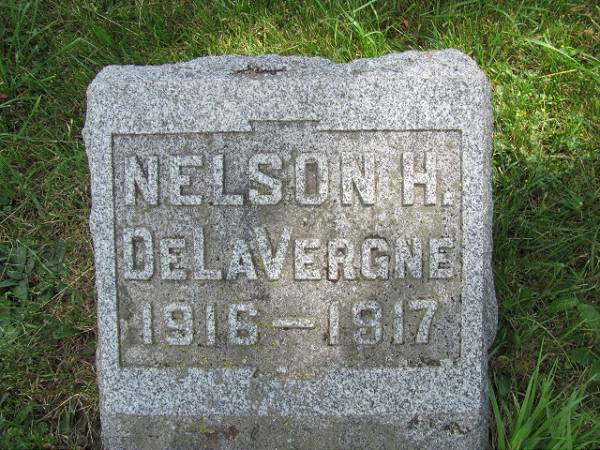 NELSON H.
DELAVERGNE
1916-1917